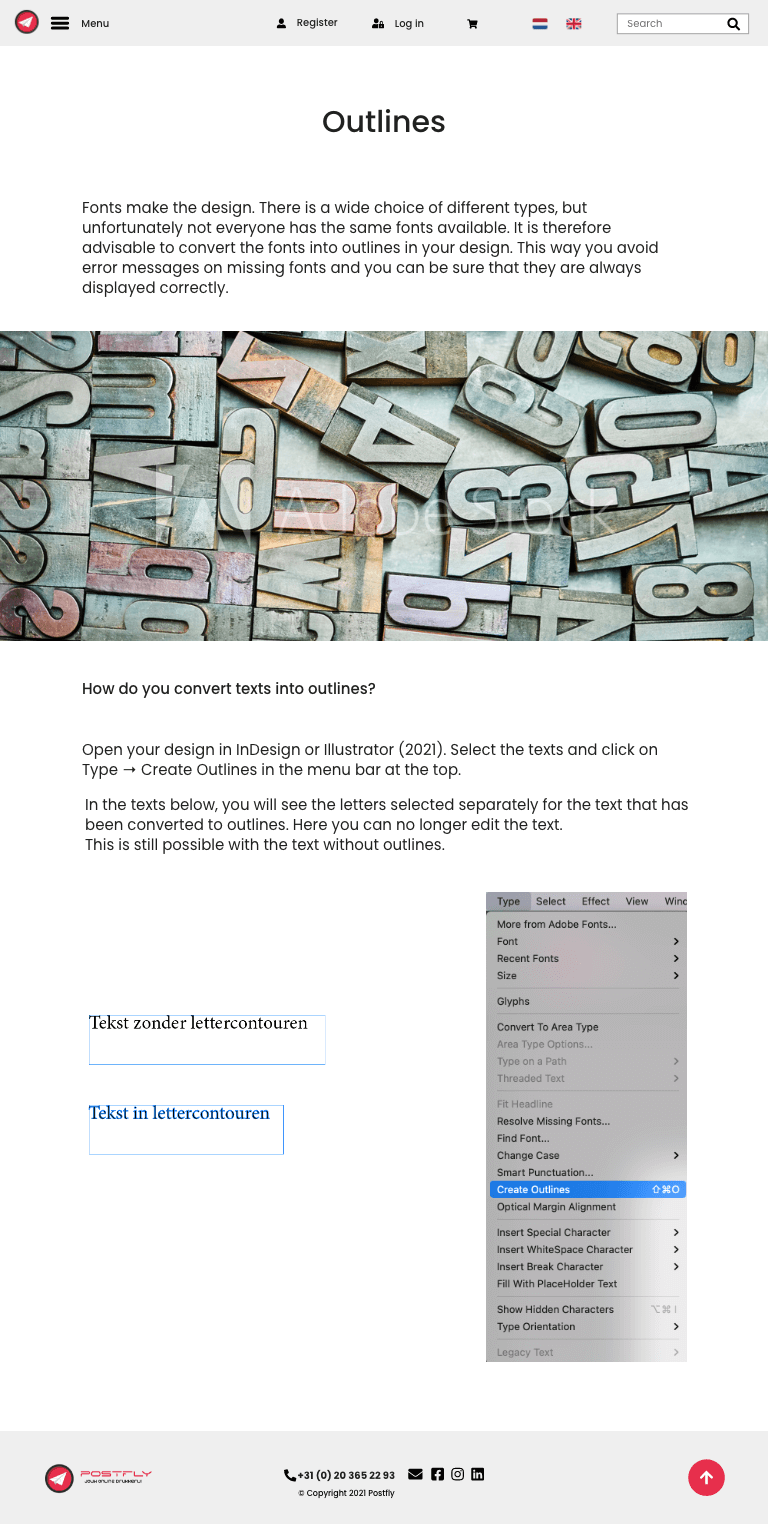 Menu
Register
Log in
Search
Outlines
Fonts make the design. There is a wide choice of different types, but
unfortunately not everyone has the same fonts available. It is therefore
advisable to convert the fonts into outlines in your design. This way you avoid
error messages on missing fonts and you can be sure that they are always
displayed correctly.
Adobe Stock
How do you convert texts into outlines?
Open your design in InDesign or Illustrator (2021). Select the texts and click on
Type → Create Outlines in the menu bar at the top.
In the texts below, you will see the letters selected separately for the text that has
been converted to outlines. Here you can no longer edit the text.
This is still possible with the text without outlines.
Tekst zonder lettercontouren
Tekst in lettercontouren
Type Select Effect View Winc
More from Adobe Fonts...
Font
Recent Fonts
Size
Glyphs
Convert To Area Type
Area Type Options...
Type on a Path
Threaded Text
Fit Headline
Resolve Missing Fonts...
Find Font...
Change Case
Smart Punctuation...
Create Outlines ⇧⌘O
Optical Margin Alignment
Insert Special Character
Insert WhiteSpace Character
Insert Break Character
Fill With PlaceHolder Text
Show Hidden Characters ⌥⌘I
Type Orientation
Legacy Text
POSTFLY
JOUW ONLINE DRUKKERIJ
+31 (0) 20 365 22 93
© Copyright 2021 Postfly